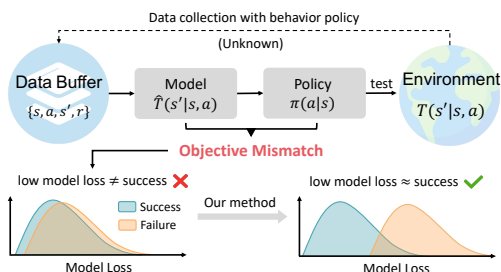 Data collection with behavior policy
(Unknown)
Data Buffer
{s, a, s′, r}
Model
T̂(s′|s, a)
Policy
π(a|s)
test
Environment
T(s′|s, a)
Objective Mismatch
low model loss ≠ success ❌
Our method
low model loss ≈ success ✔
Success
Failure
Model Loss
Model Loss